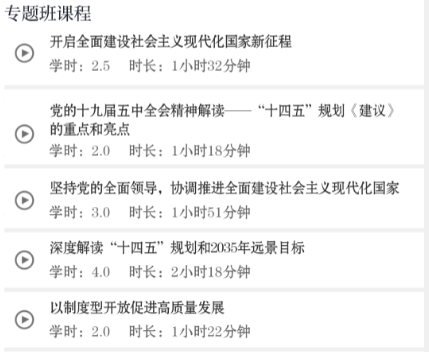 专题班课程
开启全面建设社会主义现代化国家新征程
学时：2.5 时长：1小时32分钟
党的十九届五中全会精神解读——“十四五”规划《建议》
的重点和亮点
学时：2.0 时长：1小时18分钟
坚持党的全面领导，协调推进全面建设社会主义现代化国家
学时：3.0 时长：1小时51分钟
深度解读“十四五”规划和2035年远景目标
学时：4.0 时长：2小时18分钟
以制度型开放促进高质量发展
学时：2.0 时长：1小时22分钟